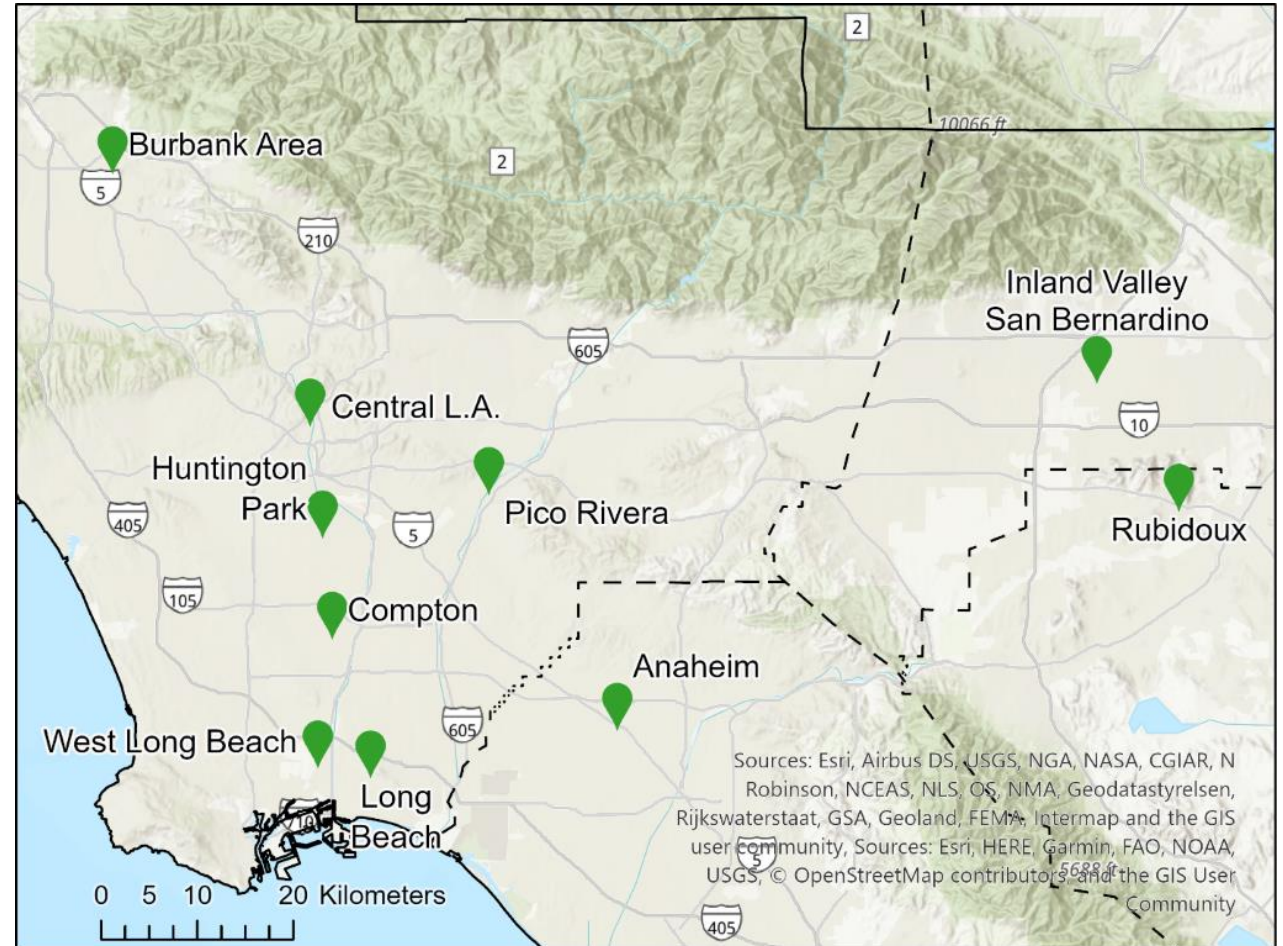 2
10066 ft
Burbank Area
2
5
210
Inland Valley
San Bernardino
605
Central L.A.
10
Huntington
Park
Pico Rivera
405
5
Rubidoux
105
Compton
Anaheim
605
West Long Beach
Long
Beach
710
Sources: Esri, Airbus DS, USGS, NGA, NASA, CGIAR, N
Robinson, NCEAS, NLS, OS, NMA, Geodatastyrelsen,
Rijkswaterstaat, GSA, Geoland, FEMA, Intermap and the GIS
user community, Sources: Esri, HERE, Garmin, FAO, NOAA,
USGS, © OpenStreetMap contributors, and the GIS User
Community
5
5688 ft
405
0 5 10 20 Kilometers